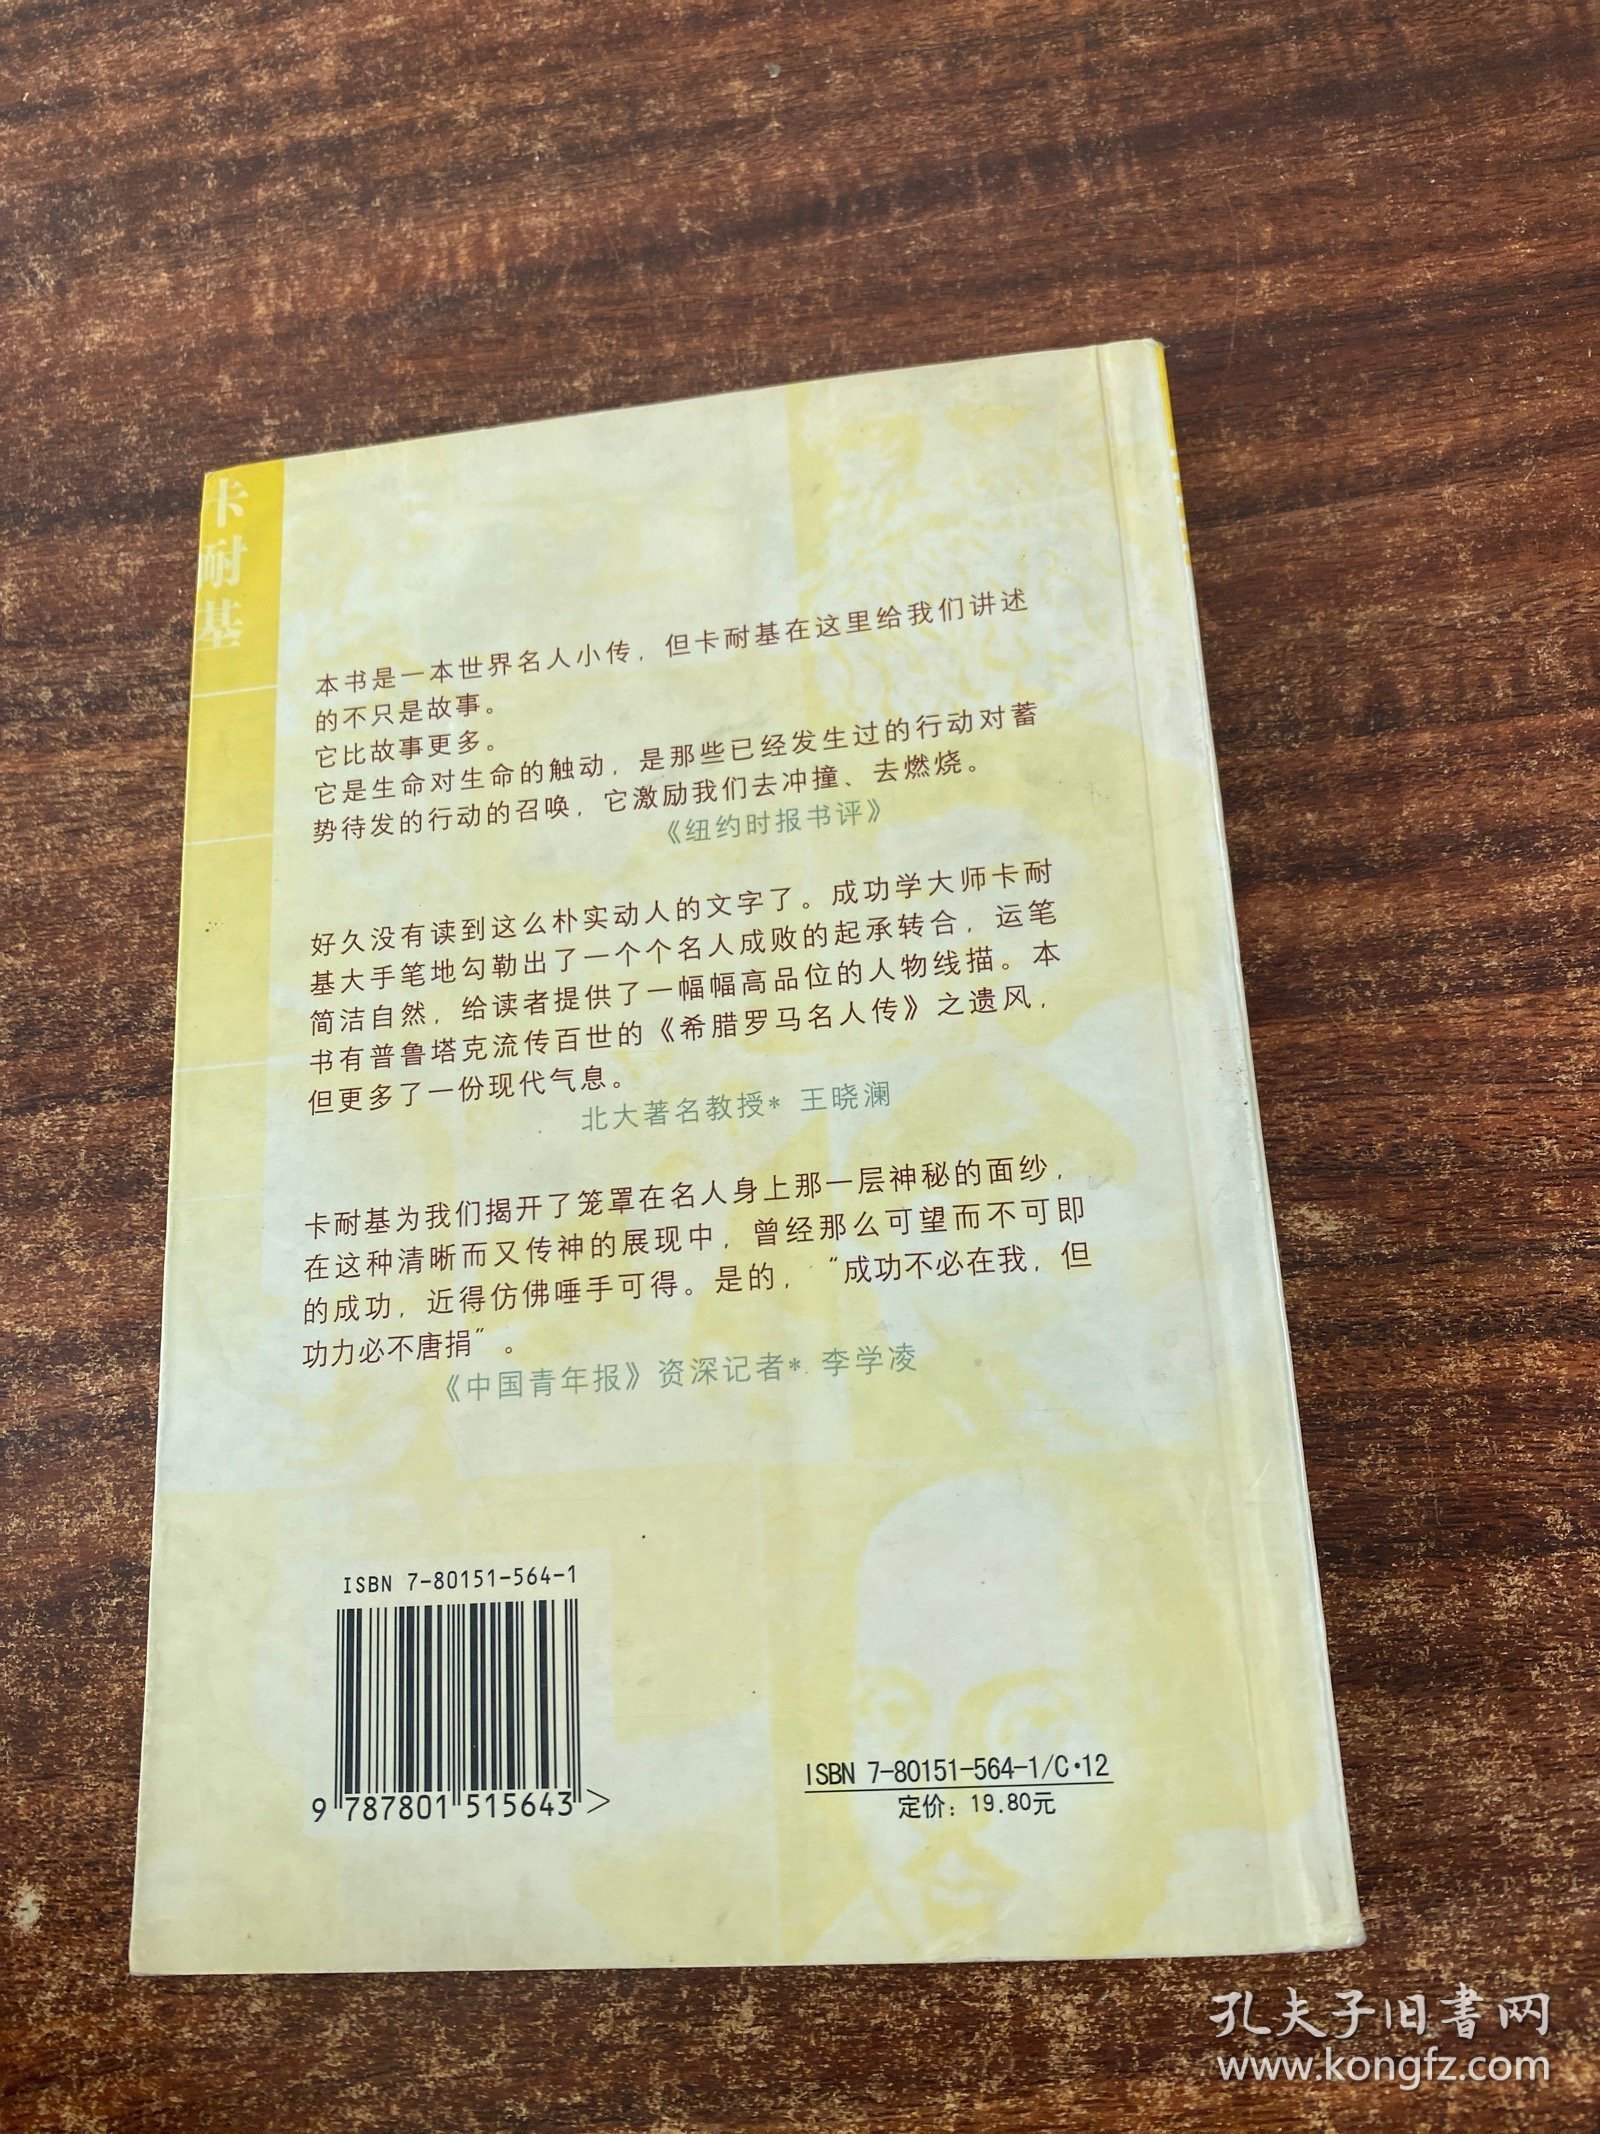 卡耐基
本书是一本世界名人小传，但卡耐基在这里给我们讲述
的不只是故事。
它比故事更多。
它是生命对生命的触动，是那些已经发生过的行动对蓄
势待发的行动的召唤，它激励我们去冲撞、去燃烧。
《纽约时报书评》
好久没有读到这么朴实动人的文字了。成功学大师卡耐
基大手笔地勾勒出了一个个名人成败的起承转合，运笔
简洁自然，给读者提供了一幅幅高品位的人物线描。本
书有普鲁塔克流传百世的《希腊罗马名人传》之遗风，
但更多了一份现代气息。
北大著名教授* 王晓澜
卡耐基为我们揭开了笼罩在名人身上那一层神秘的面纱，
在这种清晰而又传神的展现中，曾经那么可望而不可即
的成功，近得仿佛唾手可得。是的，“成功不必在我，但
功力必不唐捐”。
《中国青年报》资深记者* 李学凌
ISBN 7-80151-564-1
9 787801 515643 >
ISBN 7-80151-564-1/C·12
定价：19.80元
孔夫子旧書网
www.kongfz.com